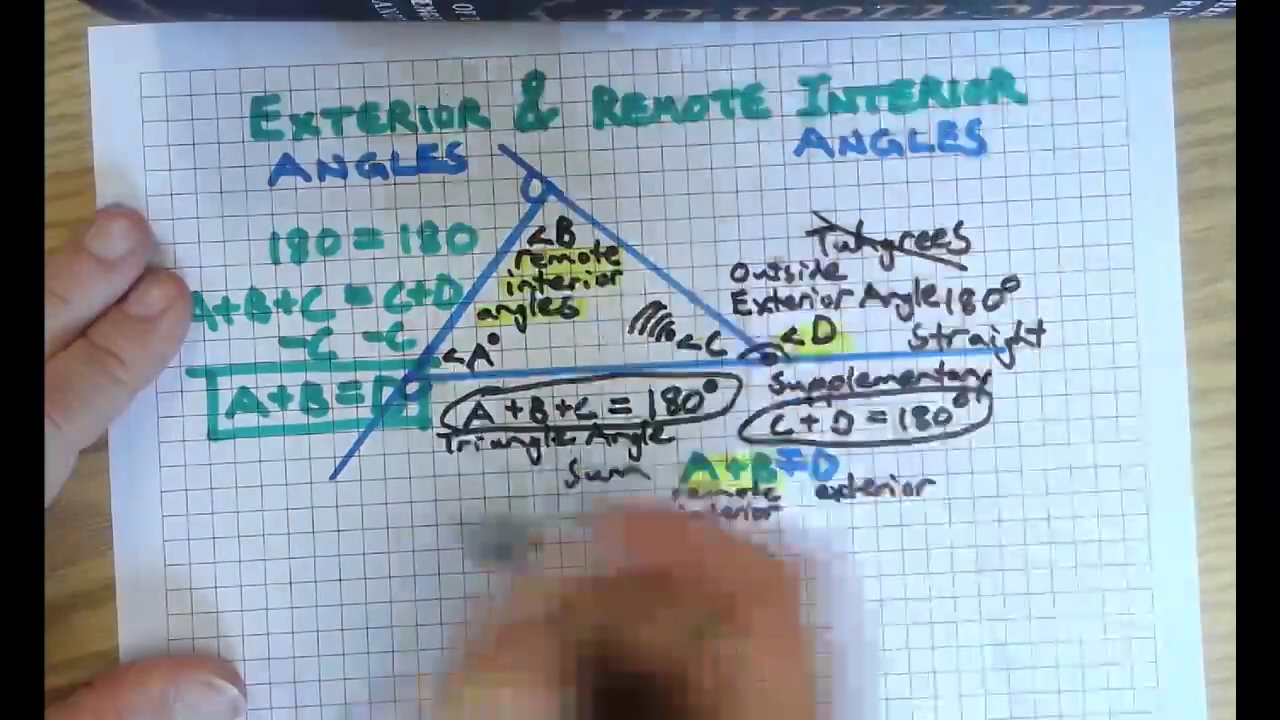 EXTERIOR & REMOTE INTERIOR
ANGLES ANGLES
180 = 180
A+B+C = C+D
-C -C
A+B=D
<B
remote
interior
angles
<A°
<C
<D
Outside
Exterior Angle 180°
Straight
Supplementary
C + D = 180°
A + B + C = 180°
Triangle Angle
Sum
A+B=D
remote exterior
interior